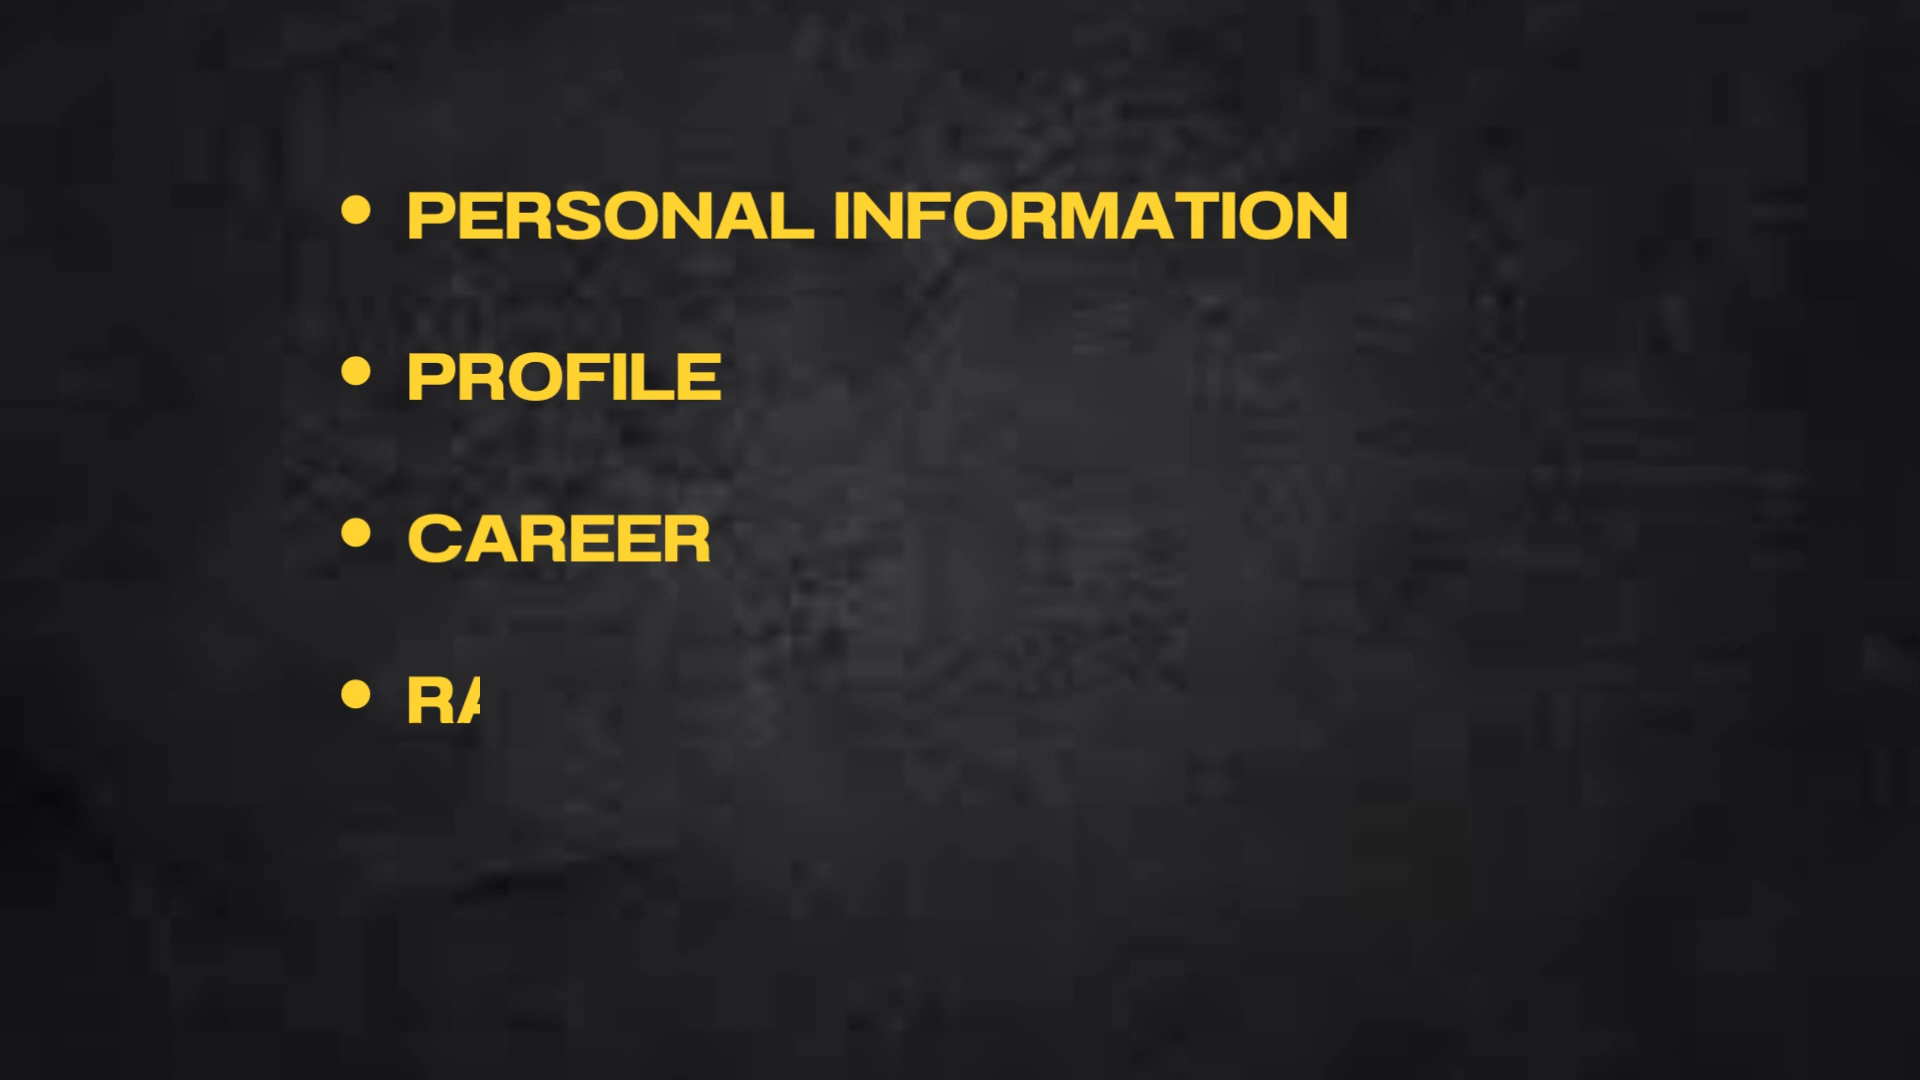 • PERSONAL INFORMATION
• PROFILE
• CAREER